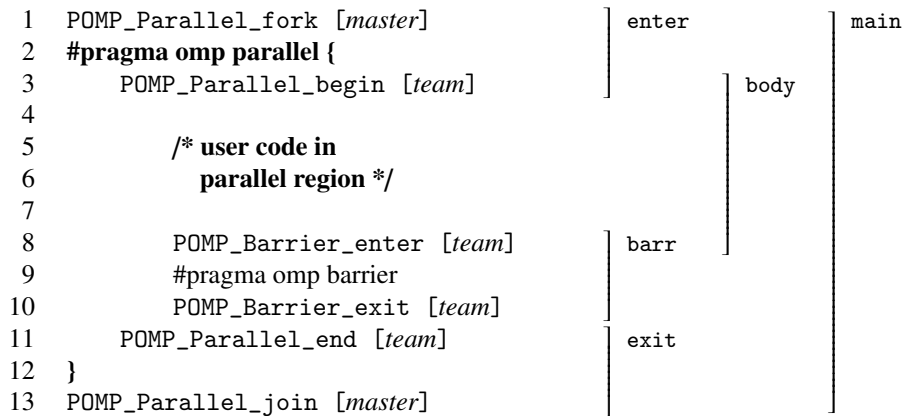 1 POMP_Parallel_fork [master] enter main
2 #pragma omp parallel {
3 POMP_Parallel_begin [team] body
4
5 /* user code in
6 parallel region */
7
8 POMP_Barrier_enter [team] barr
9 #pragma omp barrier
10 POMP_Barrier_exit [team]
11 POMP_Parallel_end [team] exit
12 }
13 POMP_Parallel_join [master]